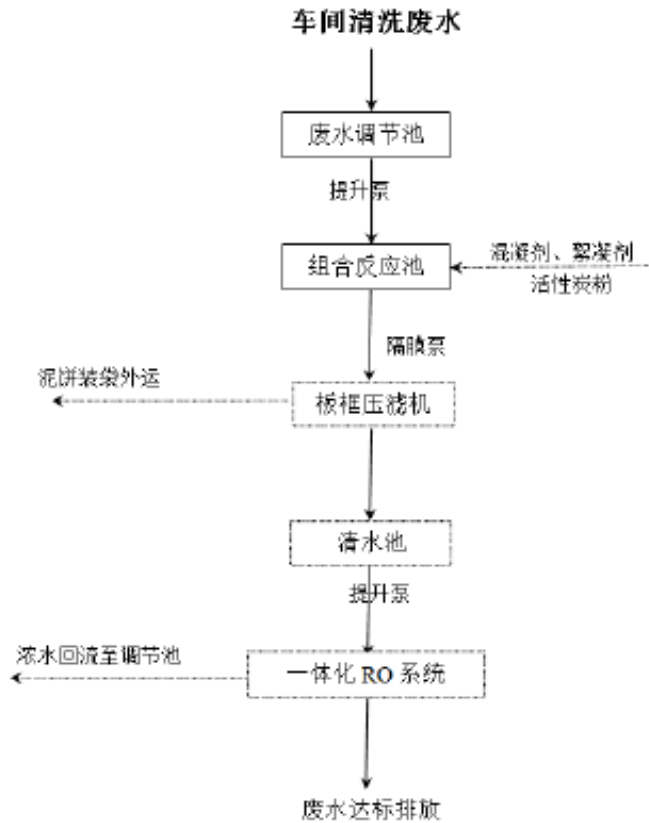 车间清洗废水
废水调节池
提升泵
组合反应池
混凝剂、絮凝剂
活性炭粉
隔膜泵
泥饼装袋外运
板框压滤机
清水池
提升泵
浓水回流至调节池
一体化 RO 系统
废水达标排放